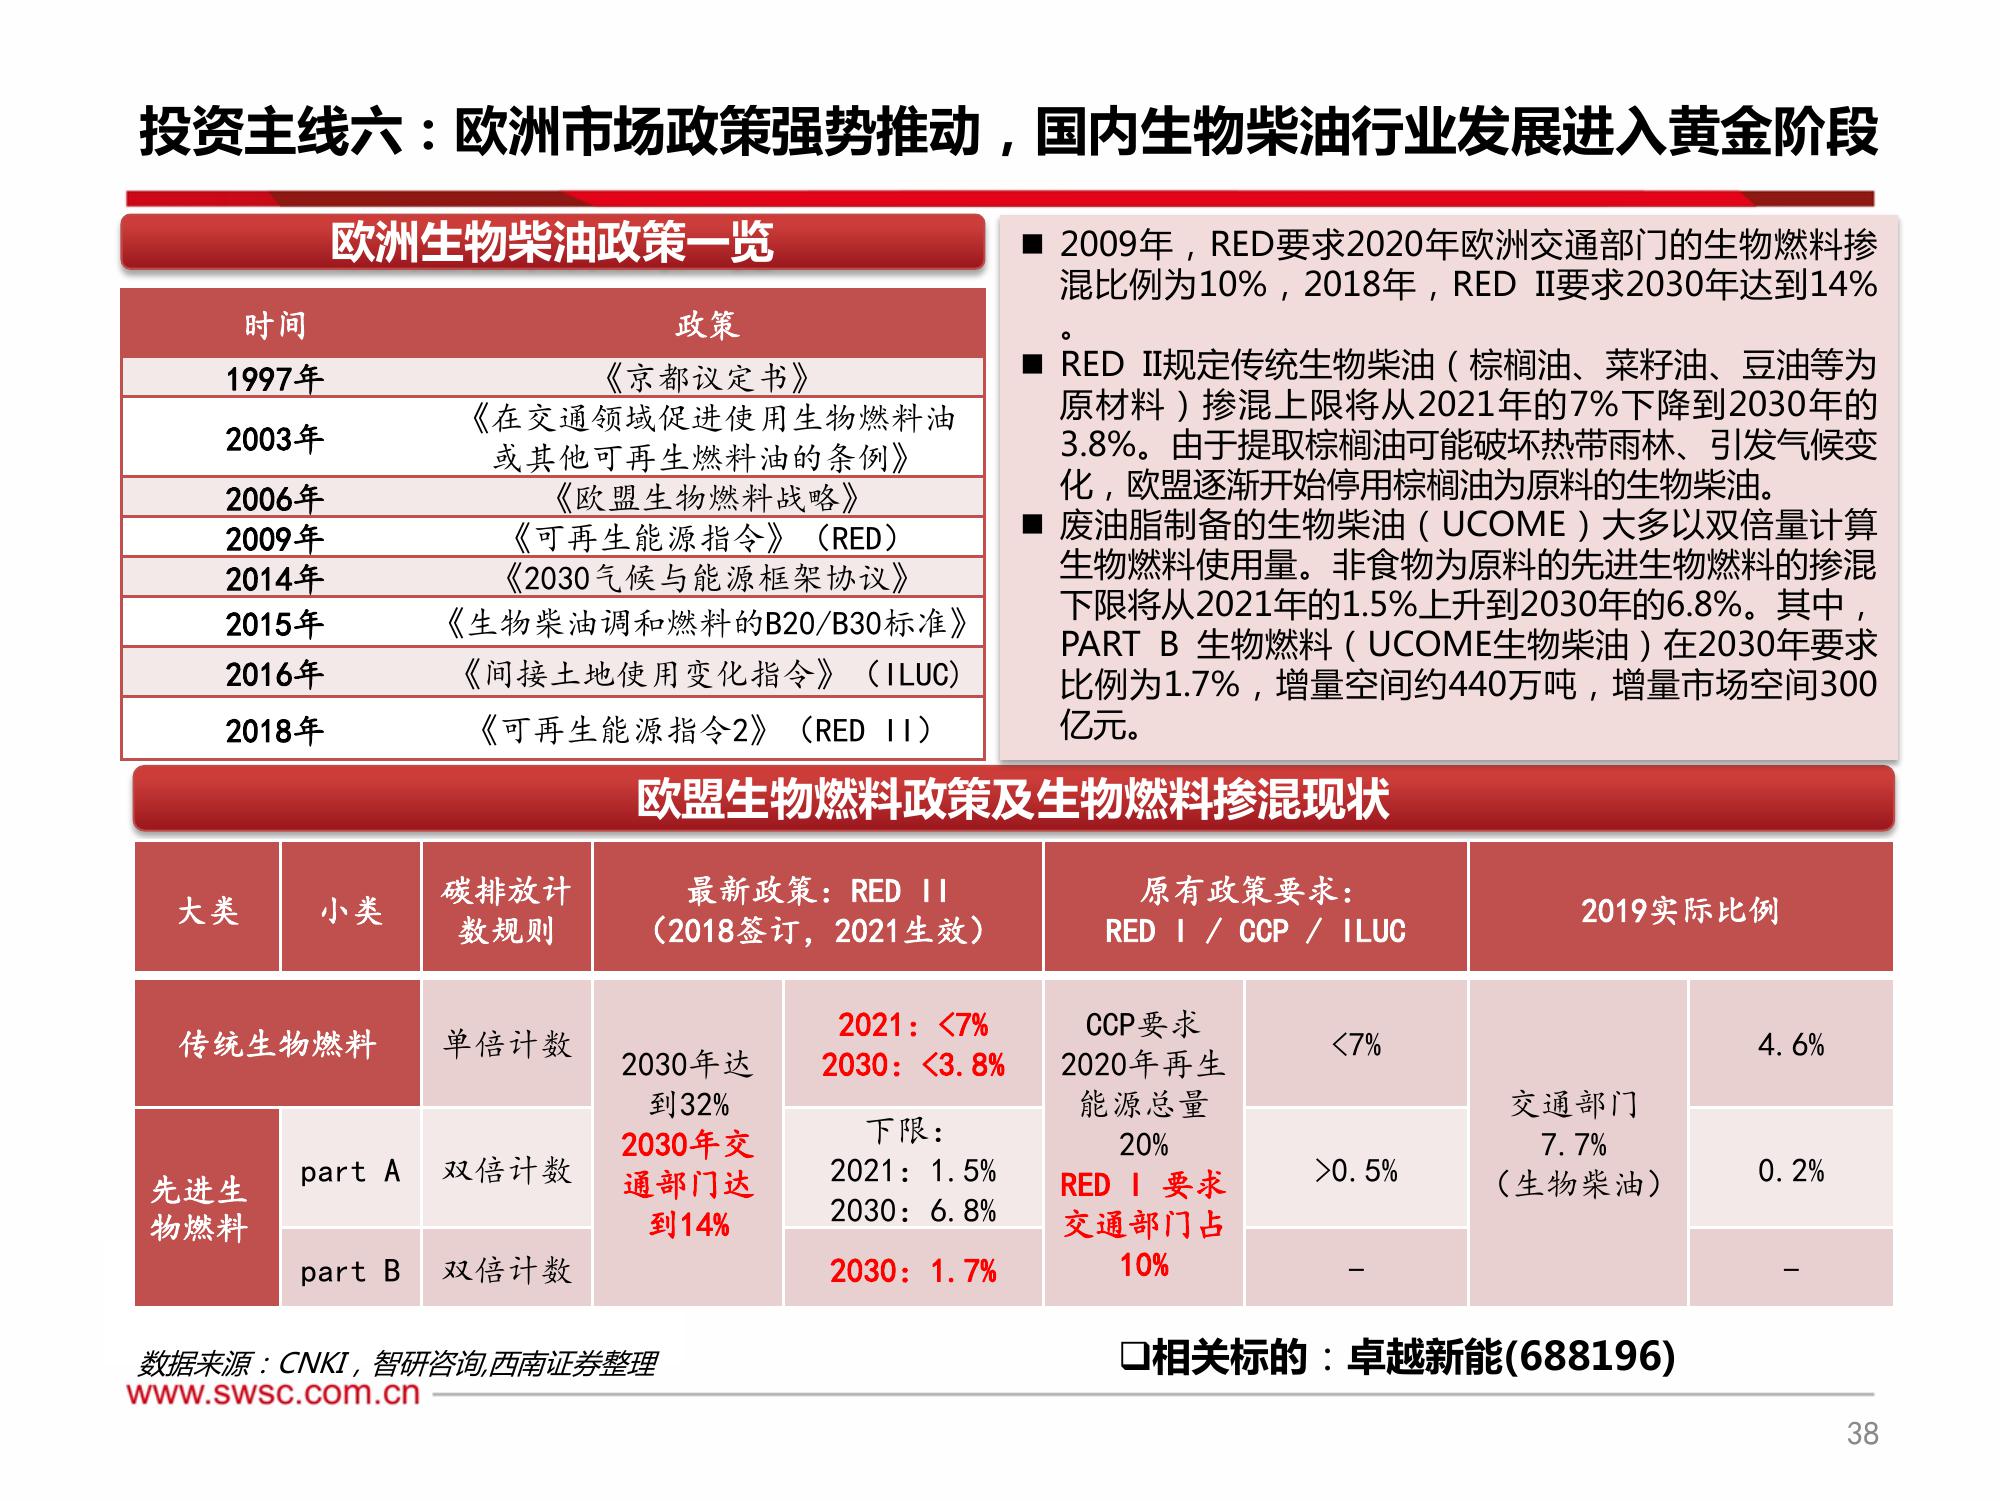 投资主线六：欧洲市场政策强势推动，国内生物柴油行业发展进入黄金阶段
欧洲生物柴油政策一览
时间 政策
1997年 《京都议定书》
2003年 《在交通领域促进使用生物燃料油
或其他可再生燃料油的条例》
2006年 《欧盟生物燃料战略》
2009年 《可再生能源指令》（RED）
2014年 《2030气候与能源框架协议》
2015年 《生物柴油调和燃料的B20/B30标准》
2016年 《间接土地使用变化指令》（ILUC)
2018年 《可再生能源指令2》（RED II）
■ 2009年，RED要求2020年欧洲交通部门的生物燃料掺
混比例为10%，2018年，RED II要求2030年达到14%
。
■ RED II规定传统生物柴油（棕榈油、菜籽油、豆油等为
原材料）掺混上限将从2021年的7%下降到2030年的
3.8%。由于提取棕榈油可能破坏热带雨林、引发气候变
化，欧盟逐渐开始停用棕榈油为原料的生物柴油。
■ 废油脂制备的生物柴油（UCOME）大多以双倍量计算
生物燃料使用量。非食物为原料的先进生物燃料的掺混
下限将从2021年的1.5%上升到2030年的6.8%。其中，
PART B 生物燃料（UCOME生物柴油）在2030年要求
比例为1.7%，增量空间约440万吨，增量市场空间300
亿元。
欧盟生物燃料政策及生物燃料掺混现状
大类
小类
碳排放计
数规则
最新政策：RED II
（2018签订，2021生效）
原有政策要求：
RED I / CCP / ILUC
2019实际比例
传统生物燃料
单倍计数
2030年达
到32%
2030年交
通部门达
到14%
2021：<7%
2030：<3.8%
CCP要求
2020年再生
能源总量
20%
RED I 要求
交通部门占
10%
<7%
交通部门
7.7%
（生物柴油）
4.6%
先进生
物燃料
part A
双倍计数
下限：
2021：1.5%
2030：6.8%
>0.5%
0.2%
part B
双倍计数
2030：1.7%
–
–
数据来源：CNKI，智研咨询,西南证券整理
❑相关标的：卓越新能(688196)
www.swsc.com.cn
38